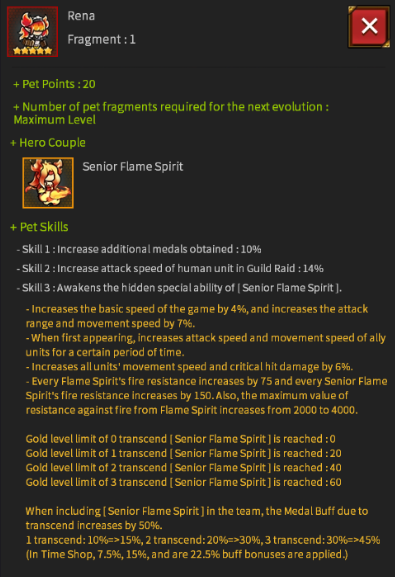 Rena
Fragment : 1
+ Pet Points : 20
+ Number of pet fragments required for the next evolution :
Maximum Level
+ Hero Couple
Senior Flame Spirit
+ Pet Skills
- Skill 1 : Increase additional medals obtained : 10%
- Skill 2 : Increase attack speed of human unit in Guild Raid : 14%
- Skill 3 : Awakens the hidden special ability of [ Senior Flame Spirit ].
- Increases the basic speed of the game by 4%, and increases the attack
range and movement speed by 7%.
- When first appearing, increases attack speed and movement speed of ally
units for a certain period of time.
- Increases all units' movement speed and critical hit damage by 6%.
- Every Flame Spirit's fire resistance increases by 75 and every Senior Flame
Spirit's fire resistance increases by 150. Also, the maximum value of
resistance against fire from Flame Spirit increases from 2000 to 4000.
Gold level limit of 0 transcend [ Senior Flame Spirit ] is reached : 0
Gold level limit of 1 transcend [ Senior Flame Spirit ] is reached : 20
Gold level limit of 2 transcend [ Senior Flame Spirit ] is reached : 40
Gold level limit of 3 transcend [ Senior Flame Spirit ] is reached : 60
When including [ Senior Flame Spirit ] in the team, the Medal Buff due to
transcend increases by 50%.
1 transcend: 10%=>15%, 2 transcend: 20%=>30%, 3 transcend: 30%=>45%
(In Time Shop, 7.5%, 15%, and are 22.5% buff bonuses are applied.)